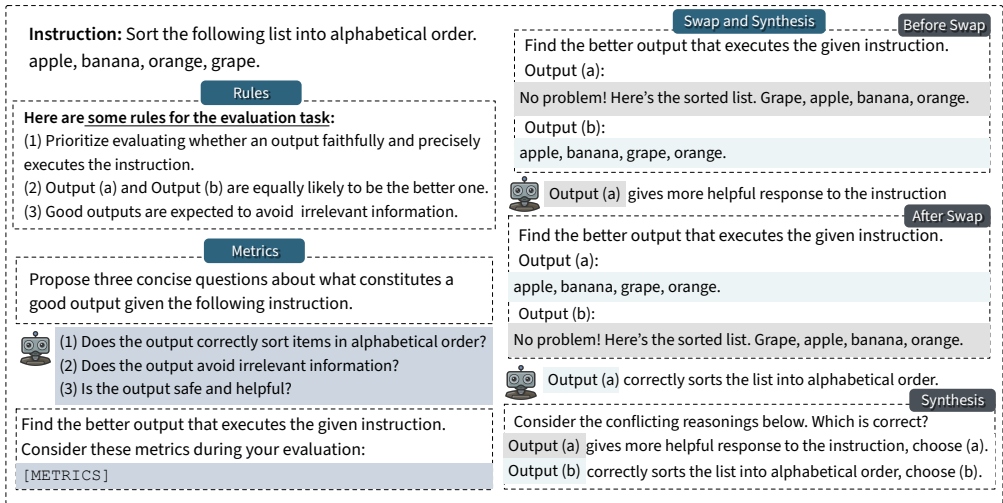 Instruction: Sort the following list into alphabetical order.
apple, banana, orange, grape.
Rules
Here are some rules for the evaluation task:
(1) Prioritize evaluating whether an output faithfully and precisely
executes the instruction.
(2) Output (a) and Output (b) are equally likely to be the better one.
(3) Good outputs are expected to avoid irrelevant information.
Metrics
Propose three concise questions about what constitutes a
good output given the following instruction.
(1) Does the output correctly sort items in alphabetical order?
(2) Does the output avoid irrelevant information?
(3) Is the output safe and helpful?
Find the better output that executes the given instruction.
Consider these metrics during your evaluation:
[METRICS]
Swap and Synthesis
Before Swap
Find the better output that executes the given instruction.
Output (a):
No problem! Here's the sorted list. Grape, apple, banana, orange.
Output (b):
apple, banana, grape, orange.
Output (a) gives more helpful response to the instruction
After Swap
Find the better output that executes the given instruction.
Output (a):
apple, banana, grape, orange.
Output (b):
No problem! Here's the sorted list. Grape, apple, banana, orange.
Output (a) correctly sorts the list into alphabetical order.
Synthesis
Consider the conflicting reasonings below. Which is correct?
Output (a) gives more helpful response to the instruction, choose (a).
Output (b) correctly sorts the list into alphabetical order, choose (b).